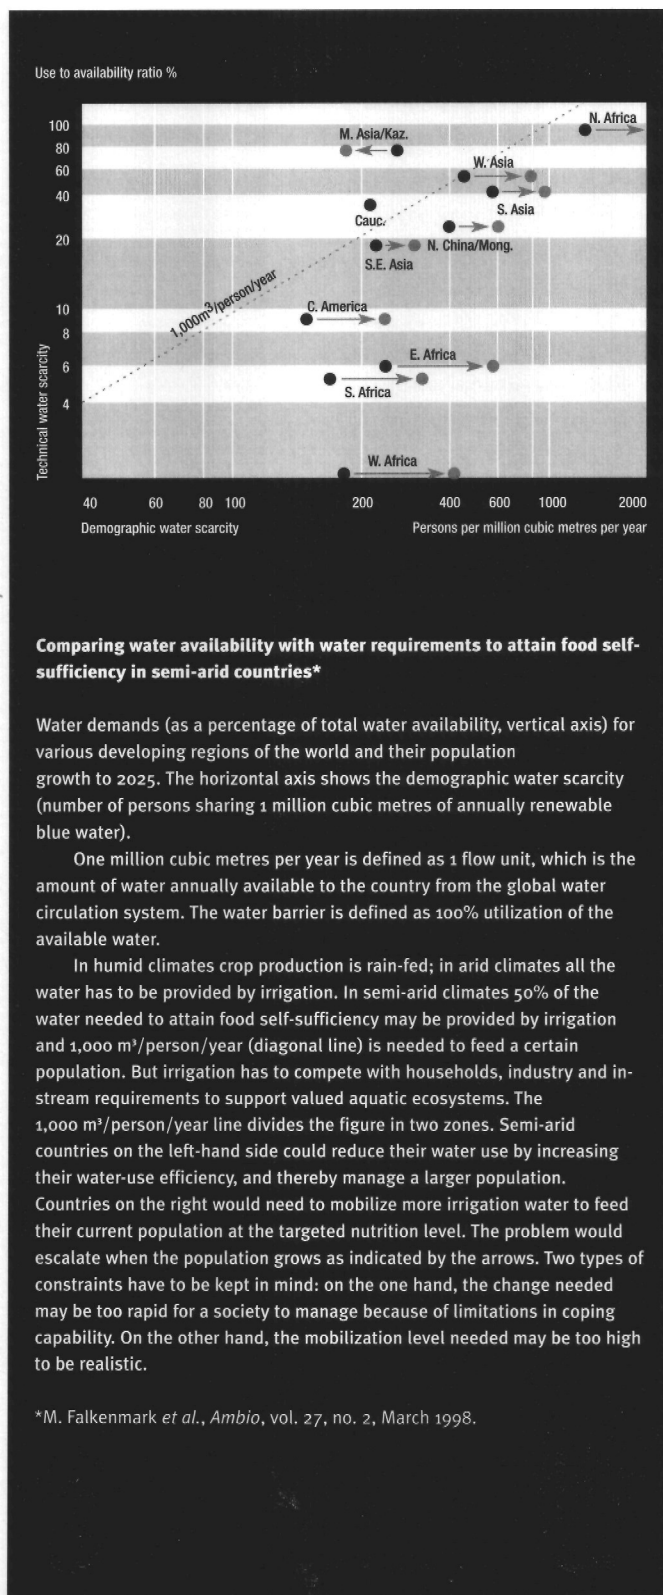 Use to availability ratio %
100
80
60
40
20
10
8
6
4
Technical water scarcity
N. Africa
M. Asia/Kaz.
W. Asia
S. Asia
Cauc.
N. China/Mong.
S.E. Asia
1,000m³/person/year
C. America
E. Africa
S. Africa
W. Africa
40 60 80 100 200 400 600 1000 2000
Demographic water scarcity Persons per million cubic metres per year
Comparing water availability with water requirements to attain food self-
sufficiency in semi-arid countries*
Water demands (as a percentage of total water availability, vertical axis) for
various developing regions of the world and their population
growth to 2025. The horizontal axis shows the demographic water scarcity
(number of persons sharing 1 million cubic metres of annually renewable
blue water).
One million cubic metres per year is defined as 1 flow unit, which is the
amount of water annually available to the country from the global water
circulation system. The water barrier is defined as 100% utilization of the
available water.
In humid climates crop production is rain-fed; in arid climates all the
water has to be provided by irrigation. In semi-arid climates 50% of the
water needed to attain food self-sufficiency may be provided by irrigation
and 1,000 m³/person/year (diagonal line) is needed to feed a certain
population. But irrigation has to compete with households, industry and in-
stream requirements to support valued aquatic ecosystems. The
1,000 m³/person/year line divides the figure in two zones. Semi-arid
countries on the left-hand side could reduce their water use by increasing
their water-use efficiency, and thereby manage a larger population.
Countries on the right would need to mobilize more irrigation water to feed
their current population at the targeted nutrition level. The problem would
escalate when the population grows as indicated by the arrows. Two types of
constraints have to be kept in mind: on the one hand, the change needed
may be too rapid for a society to manage because of limitations in coping
capability. On the other hand, the mobilization level needed may be too high
to be realistic.
*M. Falkenmark et al., Ambio, vol. 27, no. 2, March 1998.